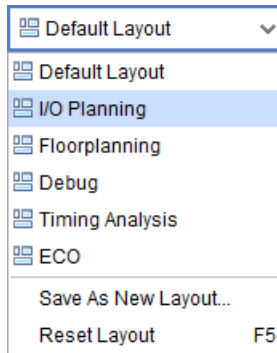 Default Layout
Default Layout
I/O Planning
Floorplanning
Debug
Timing Analysis
ECO
Save As New Layout...
Reset Layout F5